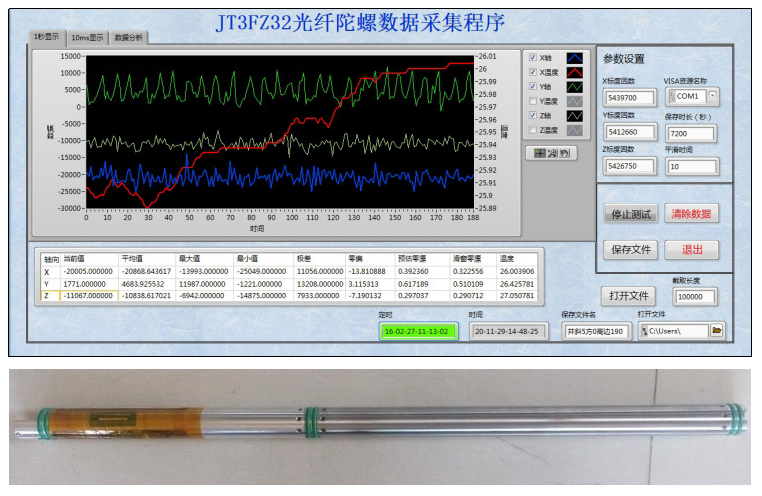 JT3FZ32光纤陀螺数据采集程序
1秒显示 10ms显示 数据分析
15000
10000
5000
0
-5000
-10000
-15000
-20000
-25000
-30000
26.01
26
25.99
25.98
25.97
25.96
25.95
25.94
25.93
25.92
25.91
25.9
25.89
0 10 20 30 40 50 60 70 80 90 100 110 120 130 140 150 160 170 180 188
时间
X轴
X温度
Y轴
Y温度
Z轴
Z温度
参数设置
X标度因数 VISA资源名称
5439700 COM1
Y标度因数 保存时长（秒）
5412660 7200
Z标度因数 平滑时间
5426750 10
停止测试 清除数据
保存文件 退出
轴向 当前值 平均值 最大值 最小值 极差 零偏 预估零漂 滑窗零漂 温度
X -20005.000000 -20868.643617 -13993.000000 -25049.000000 11056.000000 -13.810888 0.392360 0.322556 26.003906
Y 1771.000000 4683.925532 11987.000000 -1221.000000 13208.000000 3.115313 0.617189 0.510109 26.425781
Z -11067.000000 -10838.617021 -6942.000000 -14875.000000 7933.000000 -7.190132 0.297037 0.290712 27.050781
打开文件
截取长度
100000
定时 时间 保存文件名 打开文件
16-02-27-11-13-02 20-11-29-14-48-25 井斜5方0高边190 C:\Users\